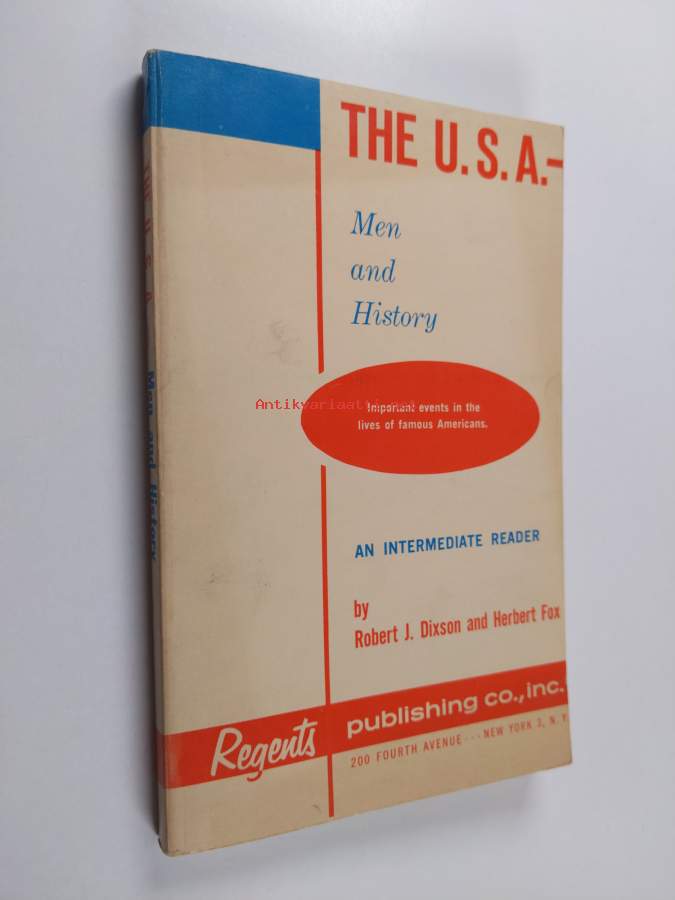 THE U.S.A.–
Men
and
History
Important events in the
lives of famous Americans.
Antikvariaatti.net
AN INTERMEDIATE READER
by
Robert J. Dixson and Herbert Fox
Regents publishing co., inc.
200 FOURTH AVENUE ... NEW YORK 3, N. Y.
THE U.S.A.
Men and History